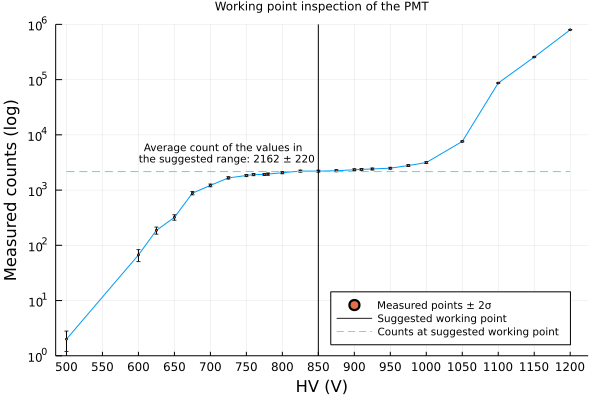 Working point inspection of the PMT
10^6
10^5
10^4
10^3
10^2
10^1
10^0
Measured counts (log)
Average count of the values in
the suggested range: 2162 ± 220
Measured points ± 2σ
Suggested working point
Counts at suggested working point
500 550 600 650 700 750 800 850 900 950 1000 1050 1100 1150 1200
HV (V)